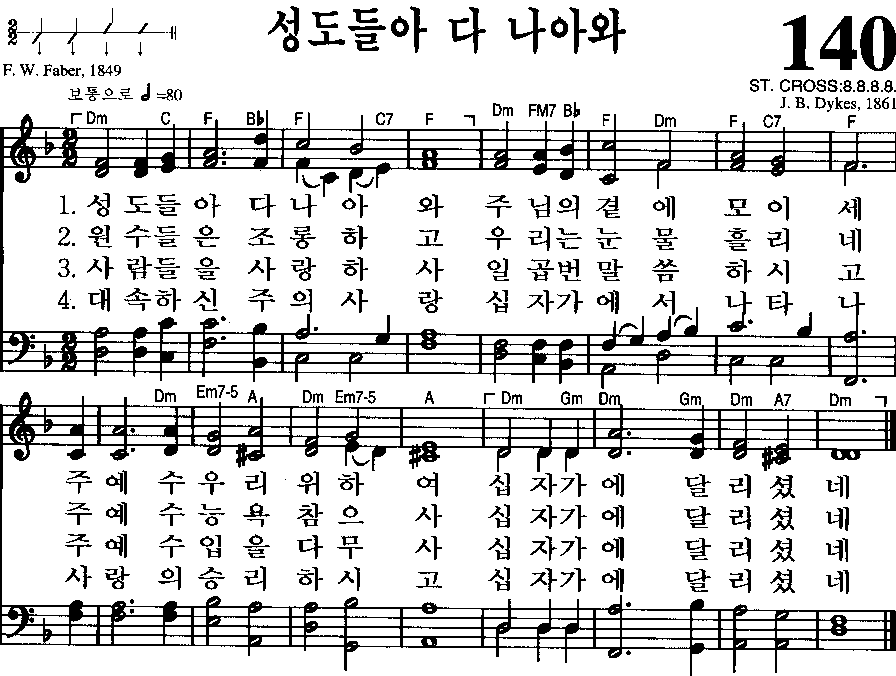 성도들아 다 나아와
140
F. W. Faber, 1849
ST. CROSS:8.8.8.8.
보통으로 =80
J. B. Dykes, 1861
Dm C F B♭ F C7 F Dm FM7 B♭ F Dm F C7 F
1. 성 도들 아 다 나 아 와 주 님의 곁 에 모 이 세
2. 원 수들 은 조 롱 하 고 우 리는 눈 물 흘 리 네
3. 사 람들 을 사 랑 하 사 일 곱번 말 씀 하 시 고
4. 대 속하 신 주 의 사 랑 십 자가 에 서 나 타 나
Dm Em7-5 A Dm Em7-5 A Dm Gm Dm Gm Dm A7 Dm
주 예 수 우 리 위 하 여 십 자가 에 달 리 셨 네
주 예 수 능 욕 참 으 사 십 자가 에 달 리 셨 네
주 예 수 입 을 다 무 사 십 자가 에 달 리 셨 네
사 랑 의 승 리 하 시 고 십 자가 에 달 리 셨 네